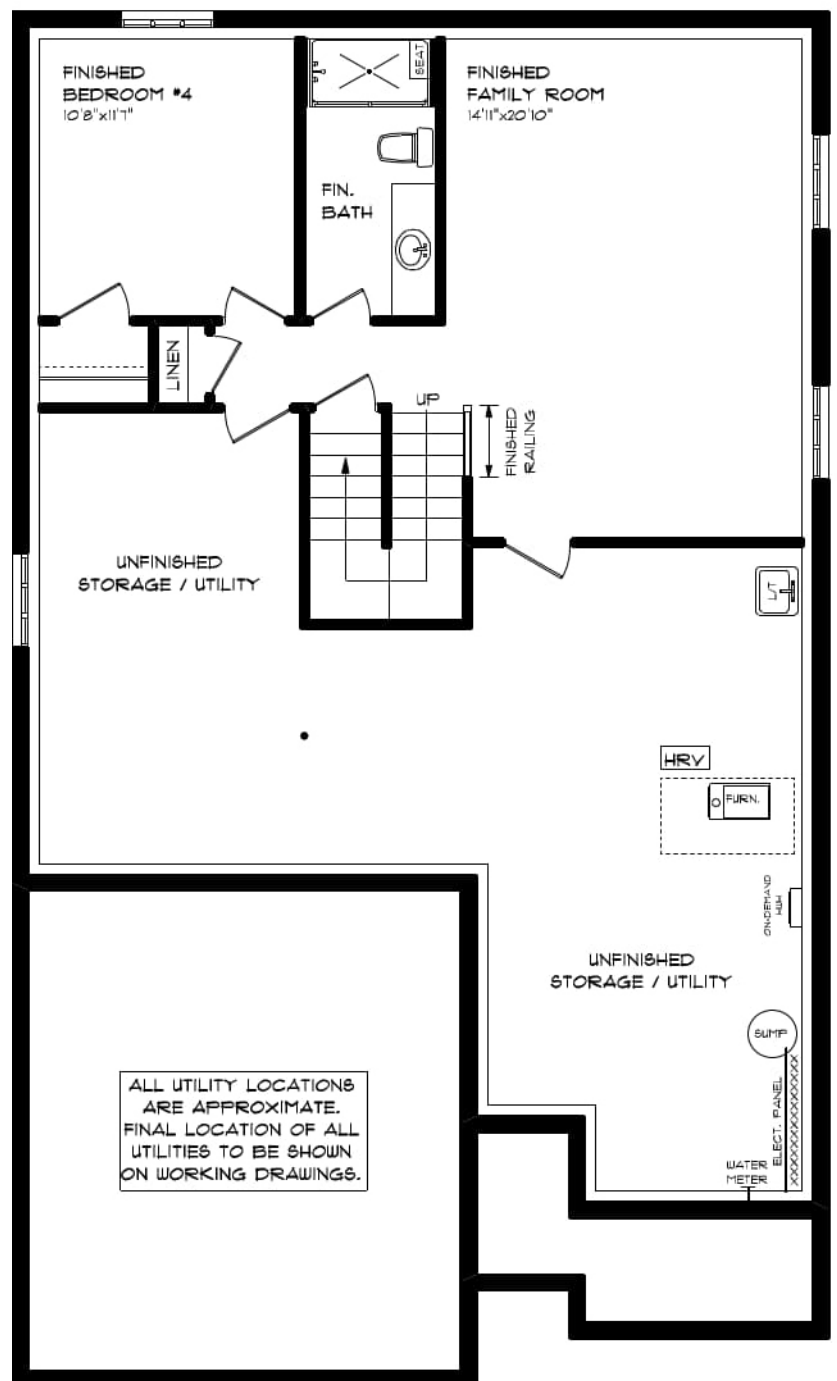 FINISHED
BEDROOM #4
10'8"x11'7"
SEAT
FINISHED
FAMILY ROOM
14'11"x20'10"
FIN.
BATH
LINEN
UP
FINISHED
RAILING
UNFINISHED
STORAGE / UTILITY
L/T
HRV
FURN.
ON-DEMAND
HWH
UNFINISHED
STORAGE / UTILITY
SUMP
ELECT. PANEL
WATER
METER
ALL UTILITY LOCATIONS
ARE APPROXIMATE.
FINAL LOCATION OF ALL
UTILITIES TO BE SHOWN
ON WORKING DRAWINGS.